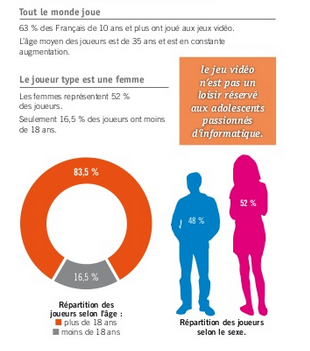 Tout le monde joue
63 % des Français de 10 ans et plus ont joué aux jeux vidéo.
L'âge moyen des joueurs est de 35 ans et est en constante
augmentation.
Le joueur type est une femme
Les femmes représentent 52 %
des joueurs.
Seulement 16,5 % des joueurs ont moins
de 18 ans.
le jeu vidéo
n'est pas un
loisir réservé
aux adolescents
passionnés
d'informatique.
83,5 %
16,5 %
48 %
52 %
Répartition des
joueurs selon l'âge :
plus de 18 ans
moins de 18 ans
Répartition des joueurs
selon le sexe.